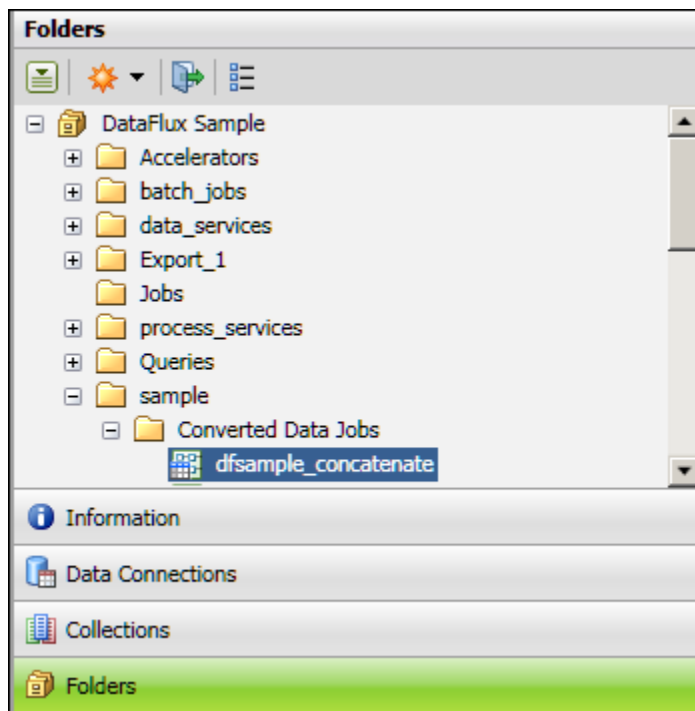 Folders
DataFlux Sample
Accelerators
batch_jobs
data_services
Export_1
Jobs
process_services
Queries
sample
Converted Data Jobs
dfsample_concatenate
Information
Data Connections
Collections
Folders